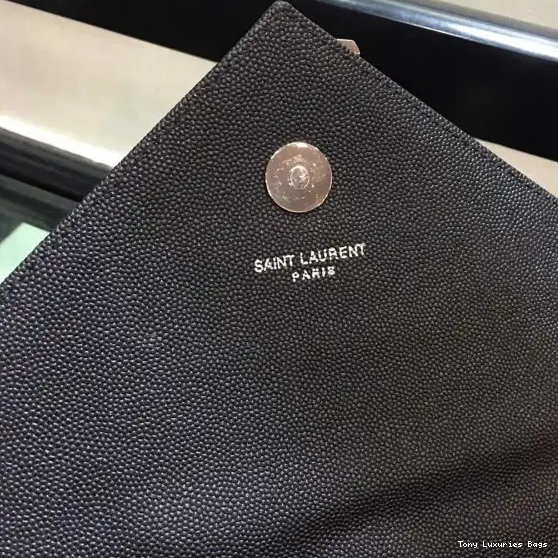 SAINT LAURENT
PARIS
Tony Luxuries Bags